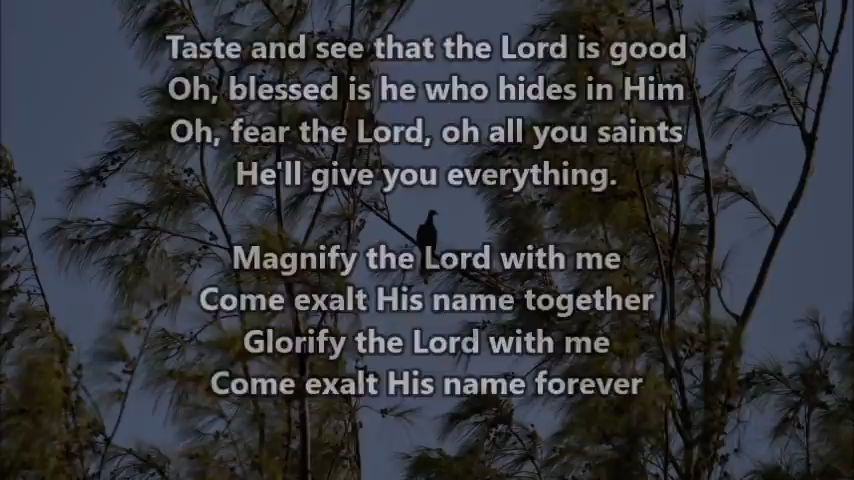 Taste and see that the Lord is good
Oh, blessed is he who hides in Him
Oh, fear the Lord, oh all you saints
He'll give you everything.
Magnify the Lord with me
Come exalt His name together
Glorify the Lord with me
Come exalt His name forever